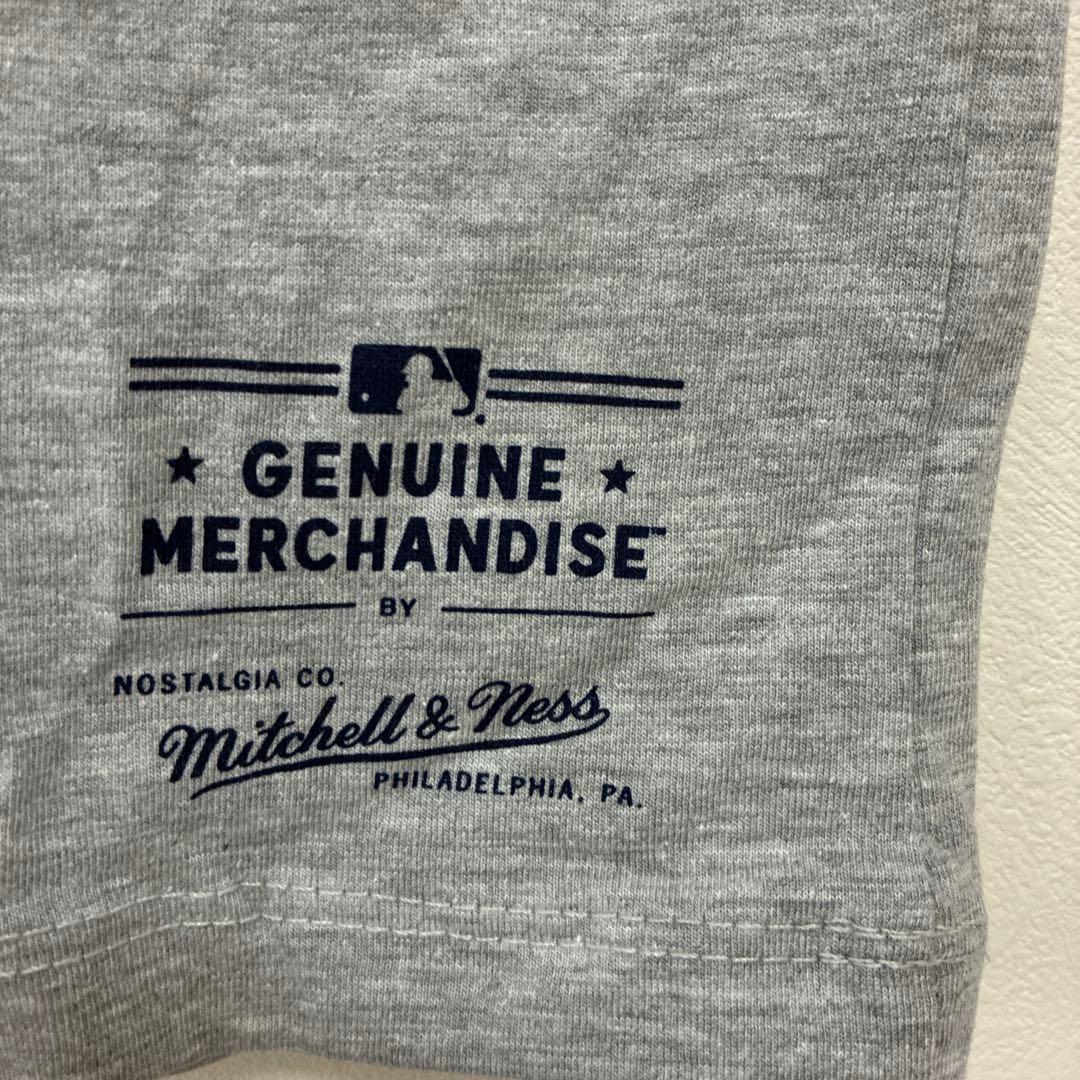 ★ GENUINE ★
MERCHANDISE™
BY
NOSTALGIA CO.
Mitchell & Ness
PHILADELPHIA, PA.